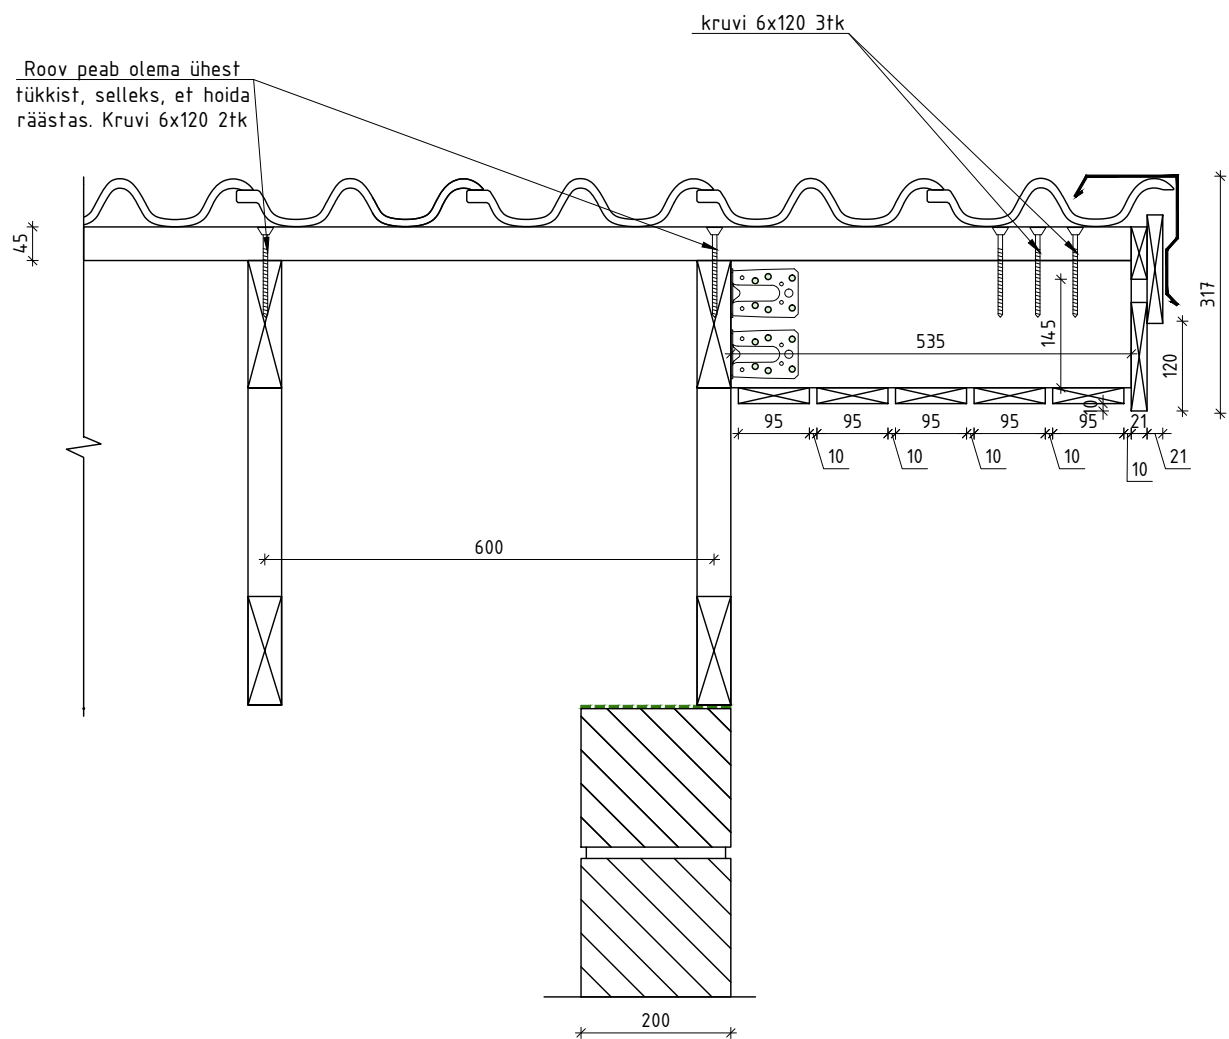 kruvi 6x120 3tk
Roov peab olema ühest
tükkist, selleks, et hoida
räästas. Kruvi 6x120 2tk
45
317
145
535
120
10
95 95 95 95 95 21
10 10 10 10 10 21
600
200